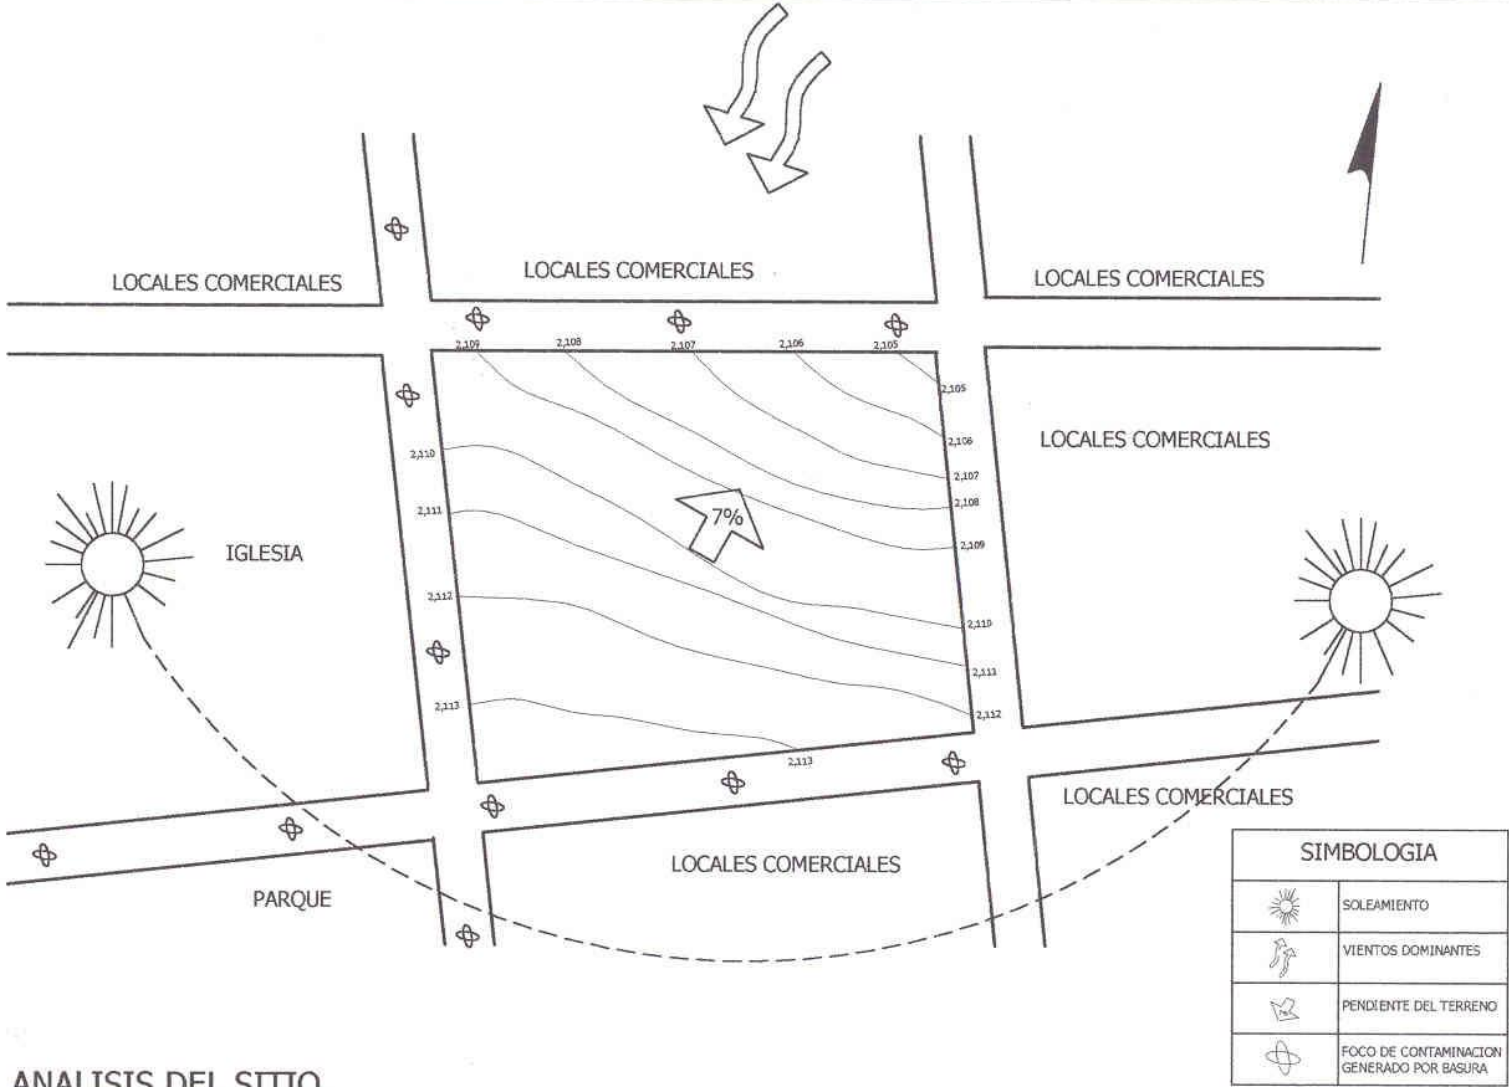 LOCALES COMERCIALES
LOCALES COMERCIALES
LOCALES COMERCIALES
2,109
2,108
2,107
2,106
2,105
2,105
2,106
LOCALES COMERCIALES
2,110
2,107
2,108
2,111
7%
2,109
IGLESIA
2,112
2,110
2,111
2,113
2,112
2,113
LOCALES COMERCIALES
LOCALES COMERCIALES
PARQUE
SIMBOLOGIA
SOLEAMIENTO
VIENTOS DOMINANTES
PENDIENTE DEL TERRENO
FOCO DE CONTAMINACION
GENERADO POR BASURA
ANALISIS DEL SITIO